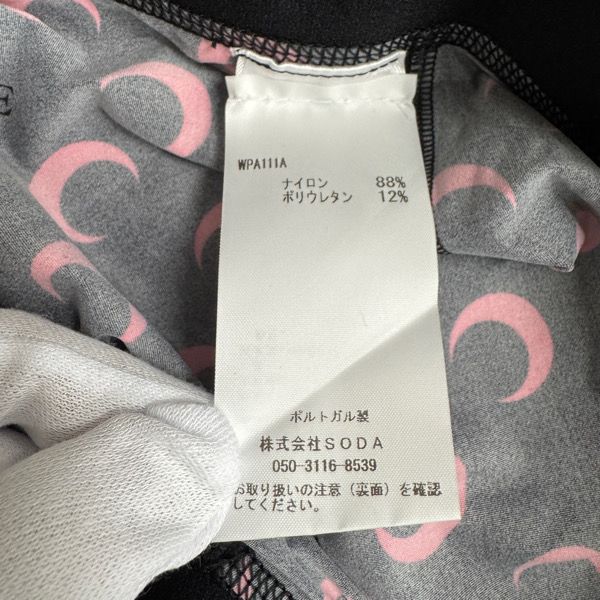 E
WPA111A
ナイロン 88%
ポリウレタン 12%
ポルトガル製
株式会社SODA
050-3116-8539
お取り扱いの注意（裏面）を確認
してください。